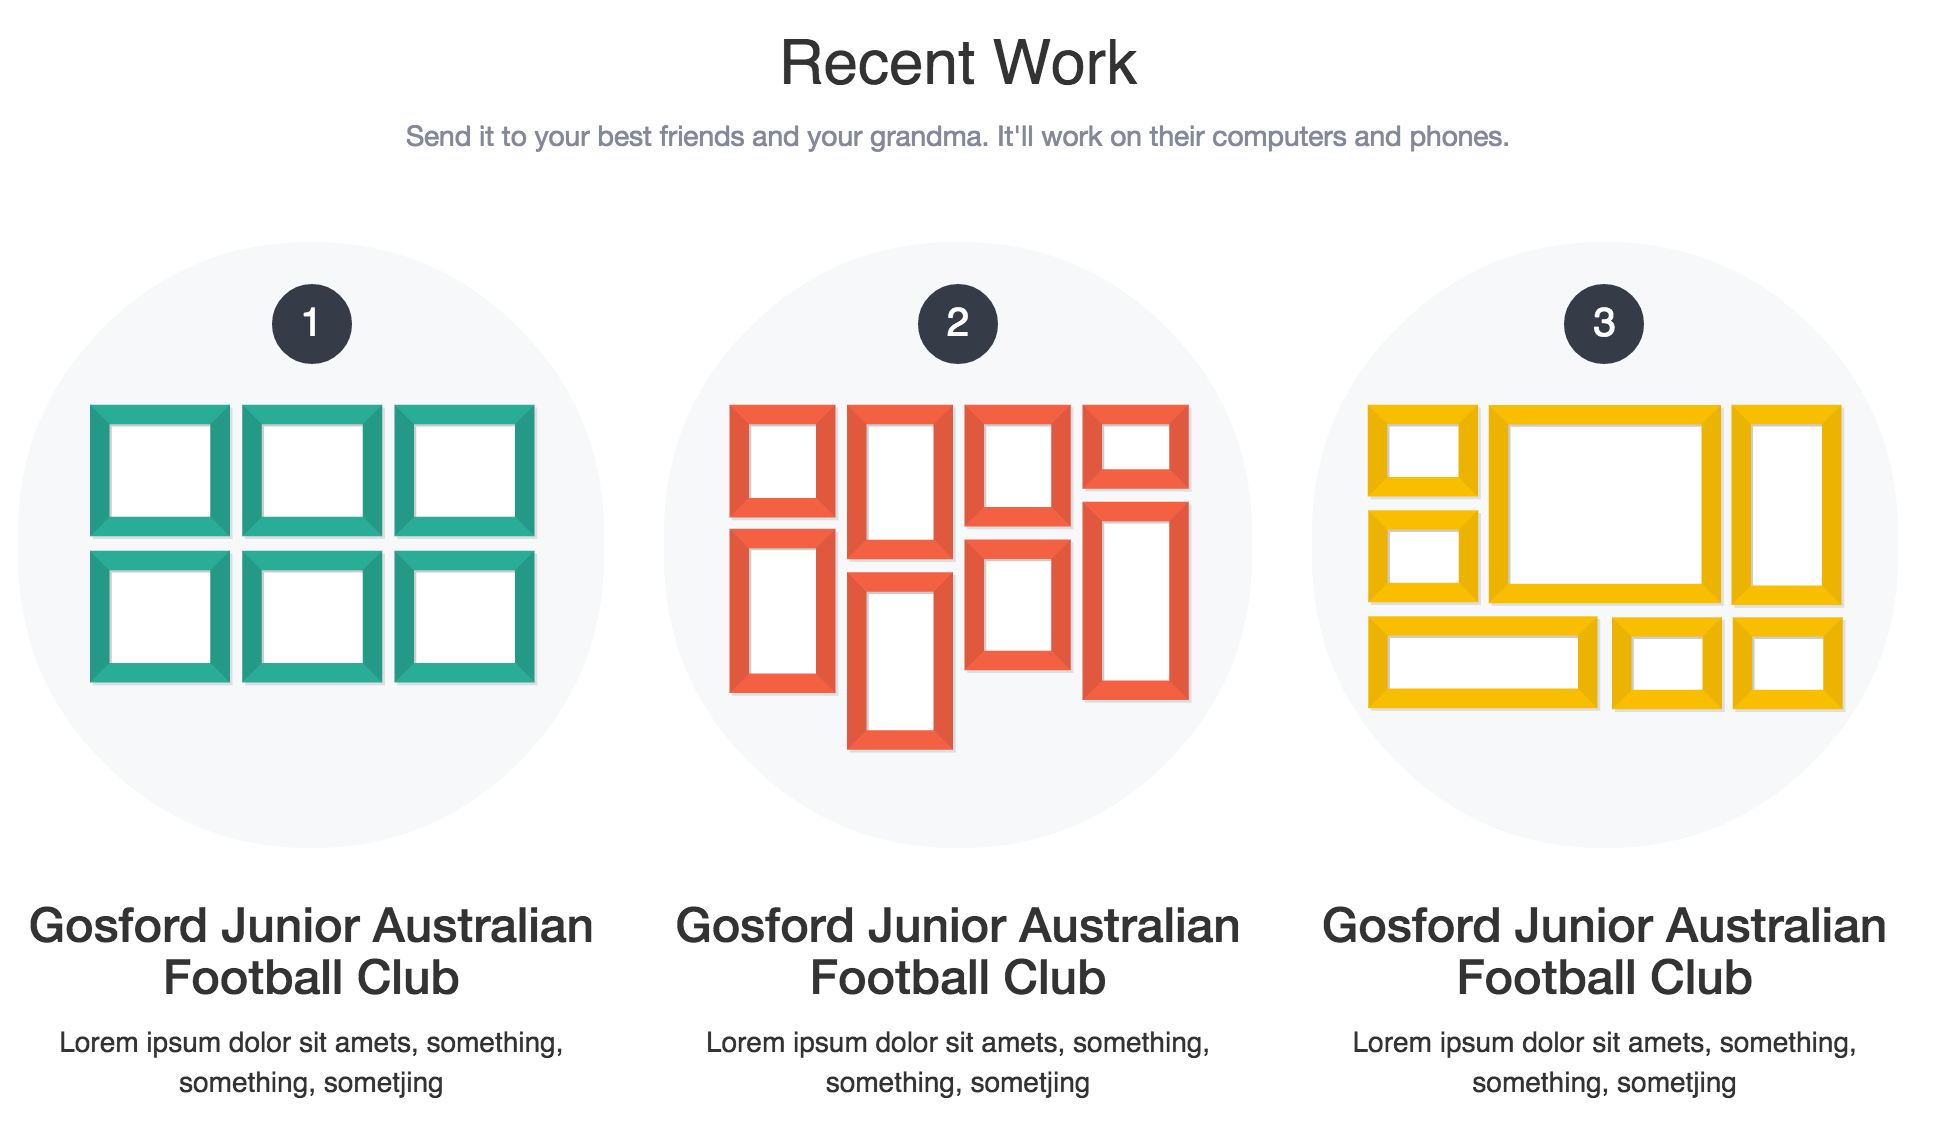 Recent Work
Send it to your best friends and your grandma. It'll work on their computers and phones.
1
2
3
Gosford Junior Australian
Football Club
Lorem ipsum dolor sit amets, something,
something, sometjing
Gosford Junior Australian
Football Club
Lorem ipsum dolor sit amets, something,
something, sometjing
Gosford Junior Australian
Football Club
Lorem ipsum dolor sit amets, something,
something, sometjing